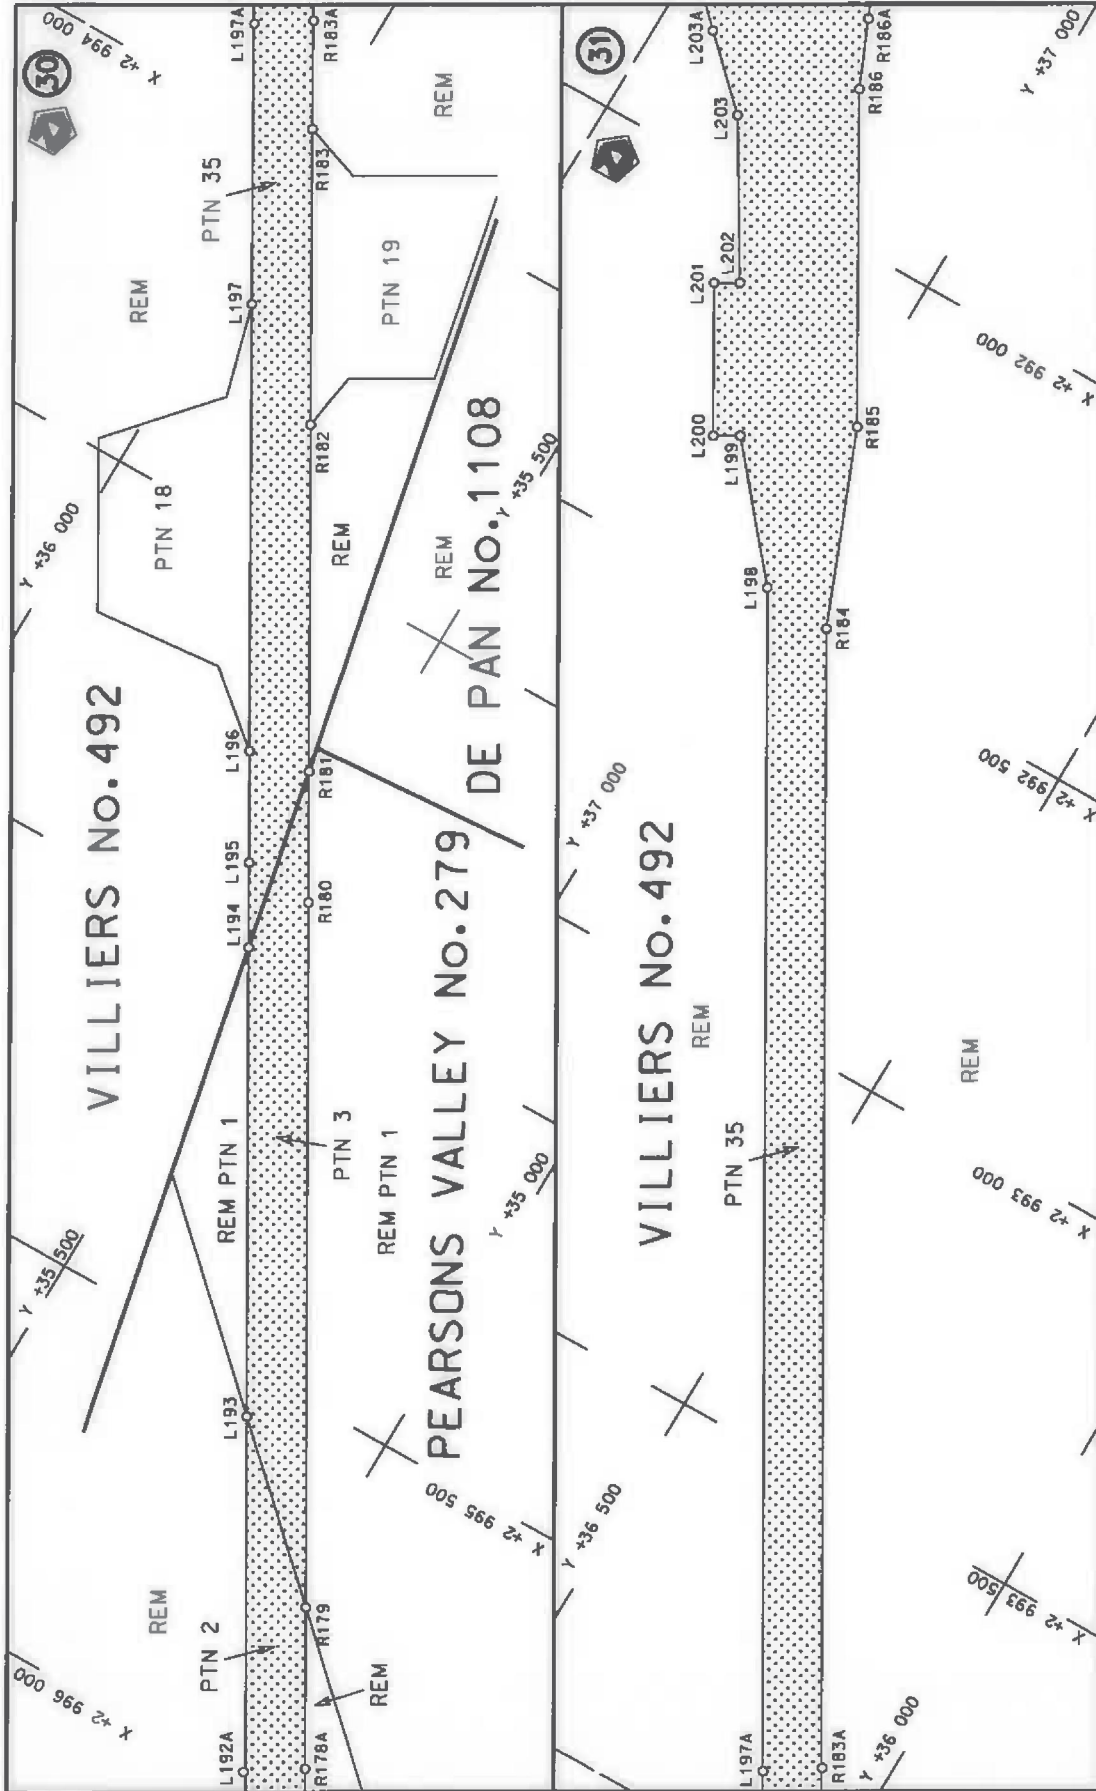 30
X +2 994 000
L197A
R183A
PTN 35
R183
REM
REM
L197
PTN 19
Y +36 000
PTN 18
R182
REM
REM
Y +35 500
VILLIERS No.492
L196
R181
DE PAN No.1108
L195
L194
R180
PEARSONS VALLEY No.279
REM PTN 1
PTN 3
REM PTN 1
Y +35 000
Y +35 500
L193
X +2 995 500
REM
R179
PTN 2
REM
X +2 996 000
L192A
R178A
31
L203A
R186A
R186
L203
Y +37 000
L202
L201
X +2 992 000
L200
L199
R185
L198
R184
X +2 992 500
Y +37 000
VILLIERS No.492
REM
REM
PTN 35
X +2 993 000
Y +36 500
X +2 993 500
L197A
R183A
Y +36 000